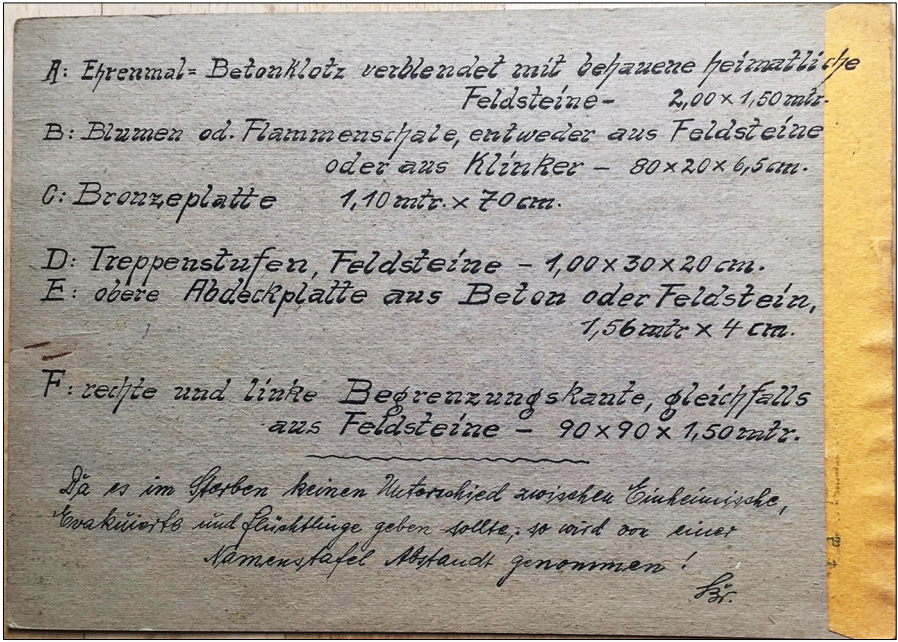 A: Ehrenmal= Betonklotz verblendet mit behauene heimatliche
Feldsteine- 2,00 x 1,50 mtr.
B: Blumen od. Flammenschale, entweder aus Feldsteine
oder aus Klinker – 80 x 20 x 6,5 cm.
C: Bronzeplatte 1,10 mtr. x 70 cm.
D: Treppenstufen, Feldsteine – 1,00 x 30 x 20 cm.
E: obere Abdeckplatte aus Beton oder Feldstein,
1,56 mtr x 4 cm.
F: rechte und linke Begrenzungskante, gleichfalls
aus Feldsteine – 90 x 90 x 1,50 mtr.
Da es im Sterben keinen Unterschied zwischen Einheimische,
Evakuierte und Flüchtlinge geben sollte, so wird von einer
Namenstafel Abstandt genommen!